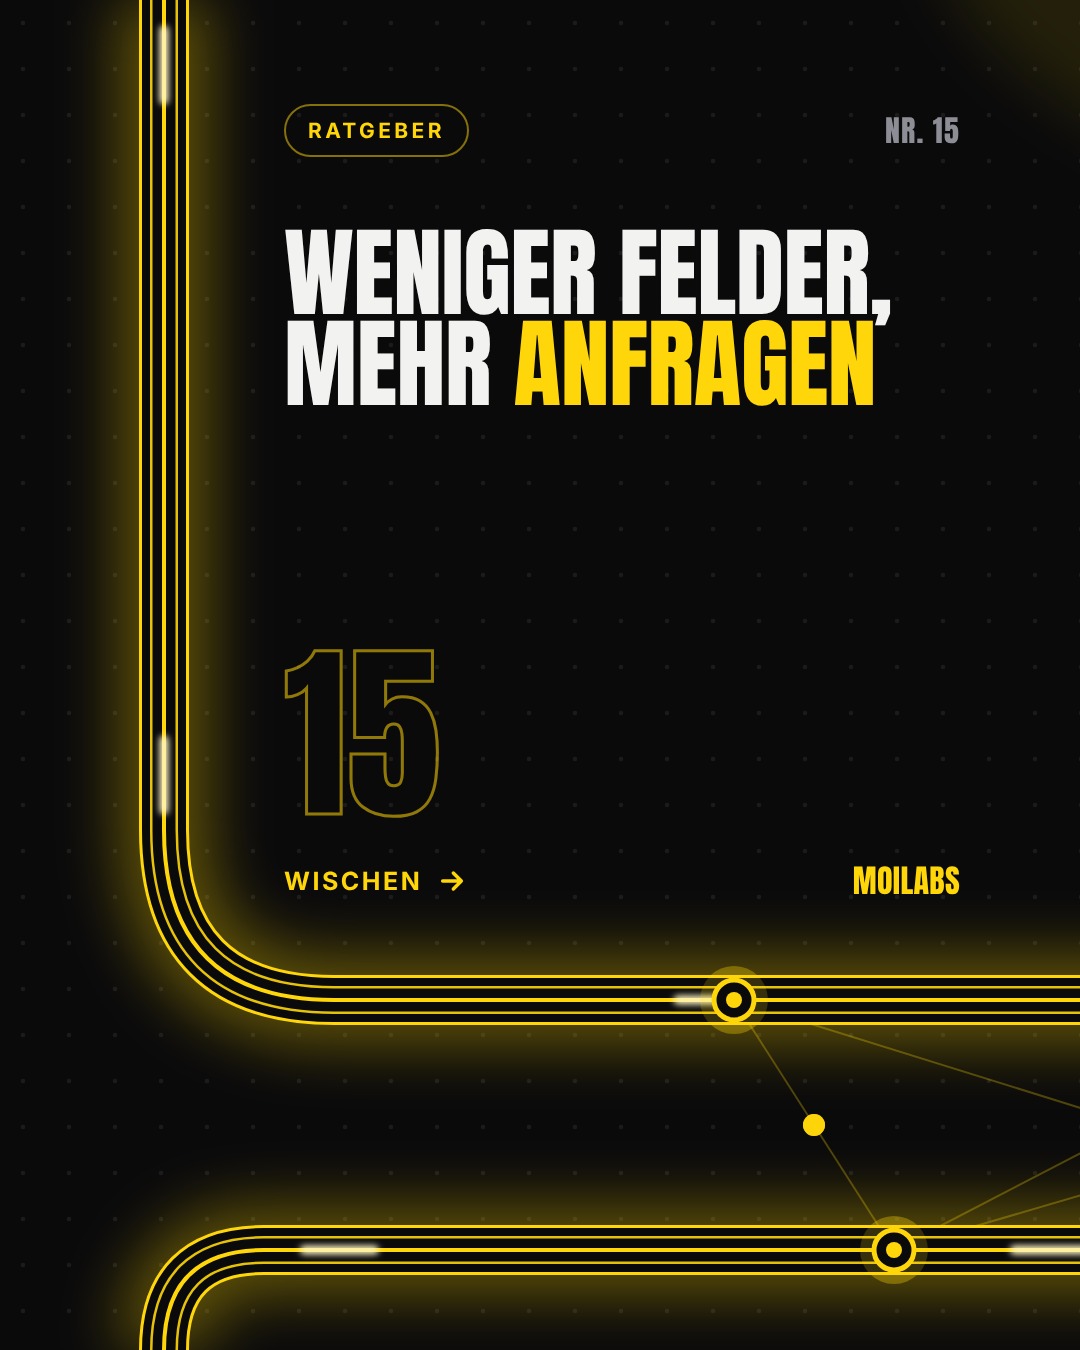 RATGEBER
NR. 15
WENIGER FELDER,
MEHR ANFRAGEN
15
WISCHEN →
MOILABS